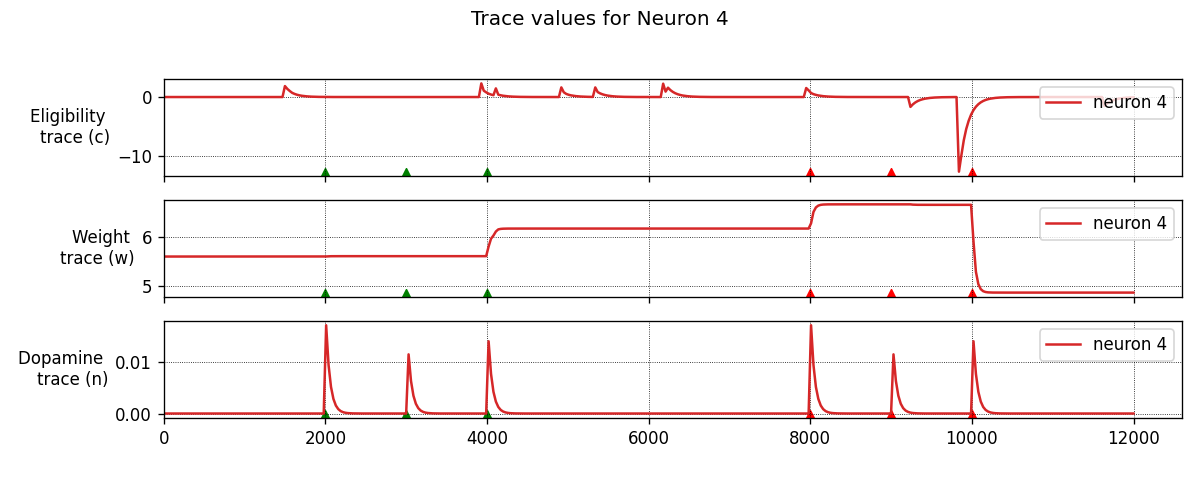 Trace values for Neuron 4
Eligibility
trace (c)
0
−10
neuron 4
Weight
trace (w)
6
5
neuron 4
Dopamine
trace (n)
0.01
0.00
neuron 4
0 2000 4000 6000 8000 10000 12000